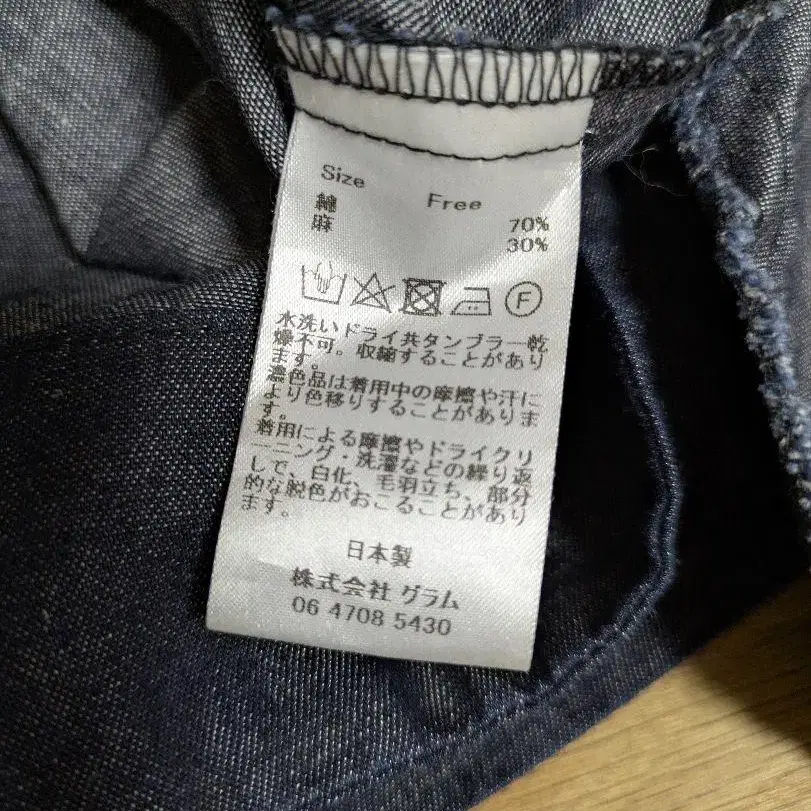 Size Free
綿 70%
麻 30%
F
水洗いドライ共タンブラー乾
燥不可。収縮することがあり
ます。
濃色品は着用中の摩擦や汗に
より色移りすることがありま
す。
着用による摩擦やドライクリ
ーニング・洗濯などの繰り返
しで、白化、毛羽立ち、部分
的な脱色がおこることがあり
ます。
日本製
株式会社 グラム
06 4708 5430